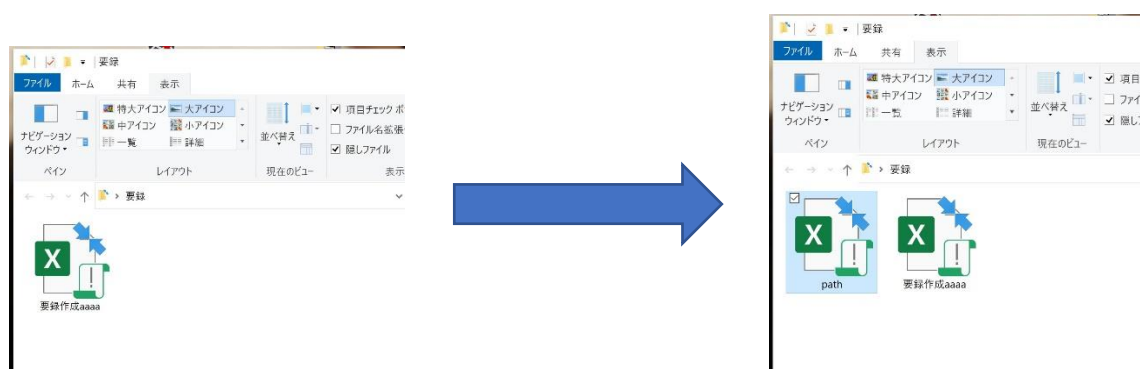 要録
ファイル ホーム 共有 表示
特大アイコン 大アイコン
中アイコン 小アイコン
一覧 詳細
ナビゲーション
ウィンドウ
並べ替え
項目チェック ボ
ファイル名拡張
隠しファイル
ペイン レイアウト 現在のビュー 表示
要録
要録作成aaaa
要録
ファイル ホーム 共有 表示
特大アイコン 大アイコン
中アイコン 小アイコン
一覧 詳細
ナビゲーション
ウィンドウ
並べ替え
項目
ファイ
隠し
ペイン レイアウト 現在のビュー
要録
path 要録作成aaaa